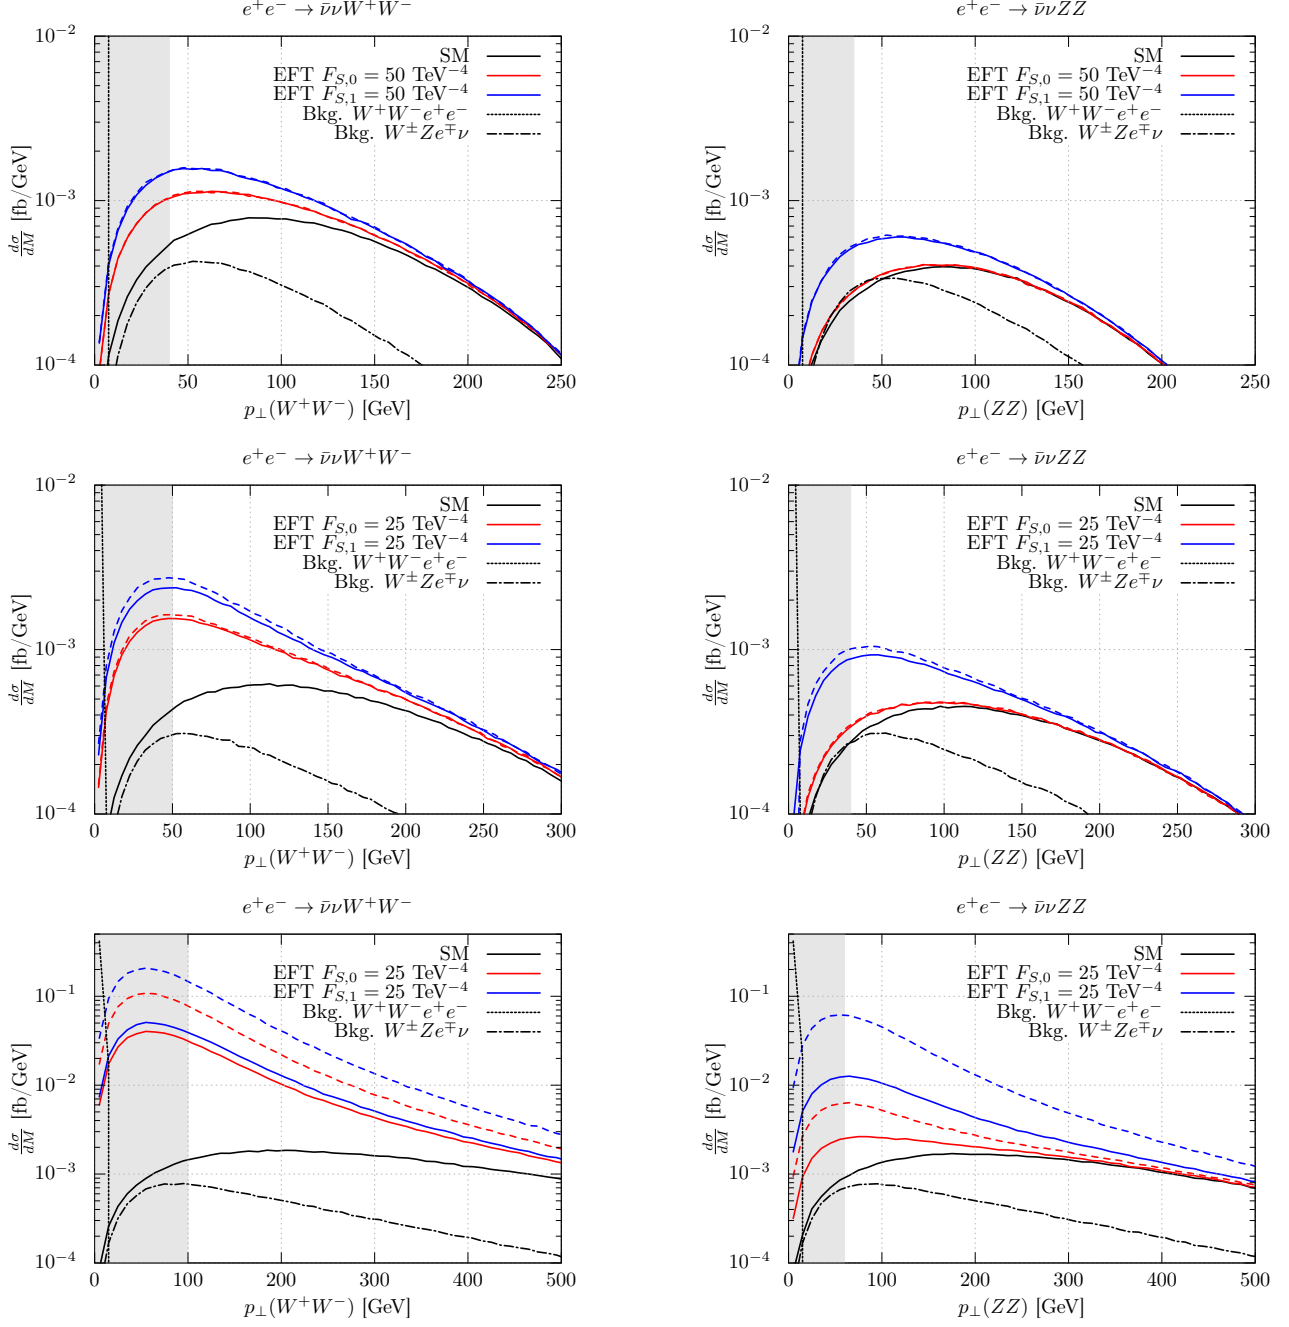 e⁺e⁻ → ν̄νW⁺W⁻
10⁻²
10⁻³
10⁻⁴
dσ/dM [fb/GeV]
SM
EFT F_{S,0} = 50 TeV⁻⁴
EFT F_{S,1} = 50 TeV⁻⁴
Bkg. W⁺W⁻e⁺e⁻
Bkg. W^±Ze^∓ν
0 50 100 150 200 250
p⊥(W⁺W⁻) [GeV]
e⁺e⁻ → ν̄νZZ
10⁻²
10⁻³
10⁻⁴
dσ/dM [fb/GeV]
SM
EFT F_{S,0} = 50 TeV⁻⁴
EFT F_{S,1} = 50 TeV⁻⁴
Bkg. W⁺W⁻e⁺e⁻
Bkg. W^±Ze^∓ν
0 50 100 150 200 250
p⊥(ZZ) [GeV]
e⁺e⁻ → ν̄νW⁺W⁻
10⁻²
10⁻³
10⁻⁴
dσ/dM [fb/GeV]
SM
EFT F_{S,0} = 25 TeV⁻⁴
EFT F_{S,1} = 25 TeV⁻⁴
Bkg. W⁺W⁻e⁺e⁻
Bkg. W^±Ze^∓ν
0 50 100 150 200 250 300
p⊥(W⁺W⁻) [GeV]
e⁺e⁻ → ν̄νZZ
10⁻²
10⁻³
10⁻⁴
dσ/dM [fb/GeV]
SM
EFT F_{S,0} = 25 TeV⁻⁴
EFT F_{S,1} = 25 TeV⁻⁴
Bkg. W⁺W⁻e⁺e⁻
Bkg. W^±Ze^∓ν
0 50 100 150 200 250 300
p⊥(ZZ) [GeV]
e⁺e⁻ → ν̄νW⁺W⁻
10⁻¹
10⁻²
10⁻³
10⁻⁴
dσ/dM [fb/GeV]
SM
EFT F_{S,0} = 25 TeV⁻⁴
EFT F_{S,1} = 25 TeV⁻⁴
Bkg. W⁺W⁻e⁺e⁻
Bkg. W^±Ze^∓ν
0 100 200 300 400 500
p⊥(W⁺W⁻) [GeV]
e⁺e⁻ → ν̄νZZ
10⁻¹
10⁻²
10⁻³
10⁻⁴
dσ/dM [fb/GeV]
SM
EFT F_{S,0} = 25 TeV⁻⁴
EFT F_{S,1} = 25 TeV⁻⁴
Bkg. W⁺W⁻e⁺e⁻
Bkg. W^±Ze^∓ν
0 100 200 300 400 500
p⊥(ZZ) [GeV]